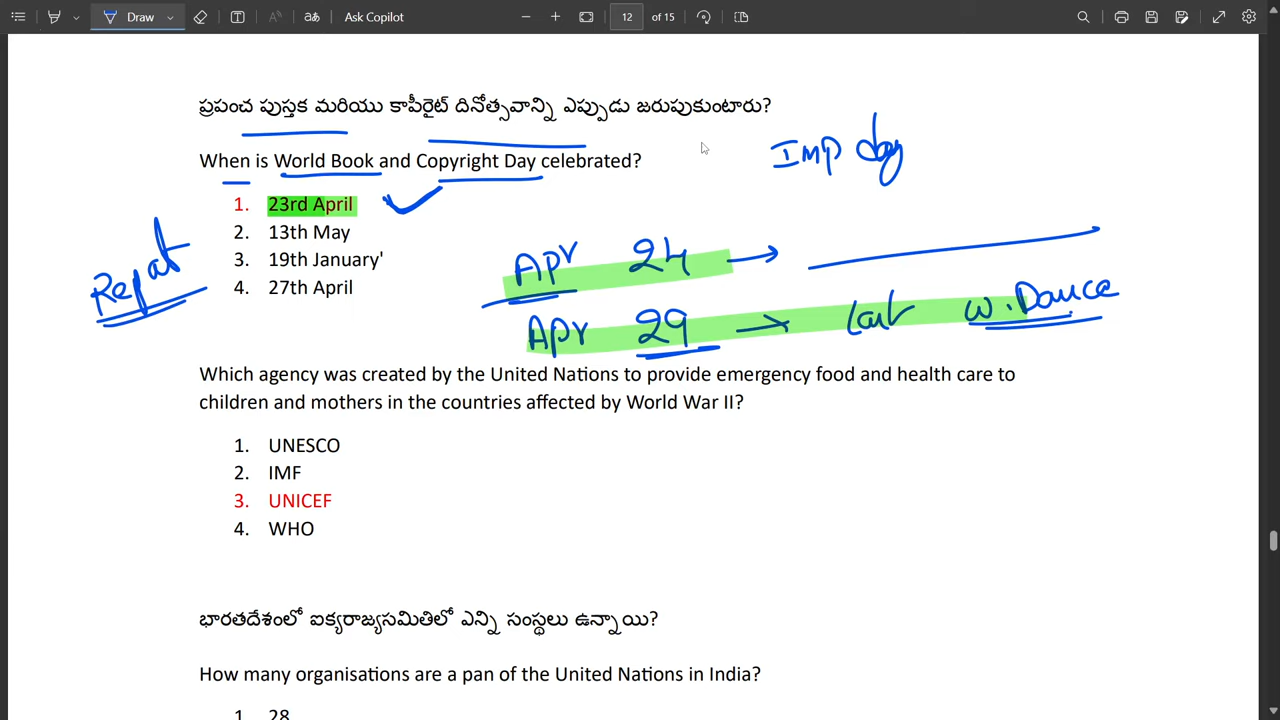 Draw
Ask Copilot
12 of 15
ప్రపంచ పుస్తక మరియు కాపీరైట్ దినోత్సవాన్ని ఎప్పుడు జరుపుకుంటారు?
Imp day
When is World Book and Copyright Day celebrated?
1. 23rd April
2. 13th May
3. 19th January'
4. 27th April
Repat
Apr 24
Apr 29 W. Dance
Which agency was created by the United Nations to provide emergency food and health care to
children and mothers in the countries affected by World War II?
1. UNESCO
2. IMF
3. UNICEF
4. WHO
భారతదేశంలో ఐక్యరాజ్యసమితిలో ఎన్ని సంస్థలు ఉన్నాయి?
How many organisations are a pan of the United Nations in India?
1. 28